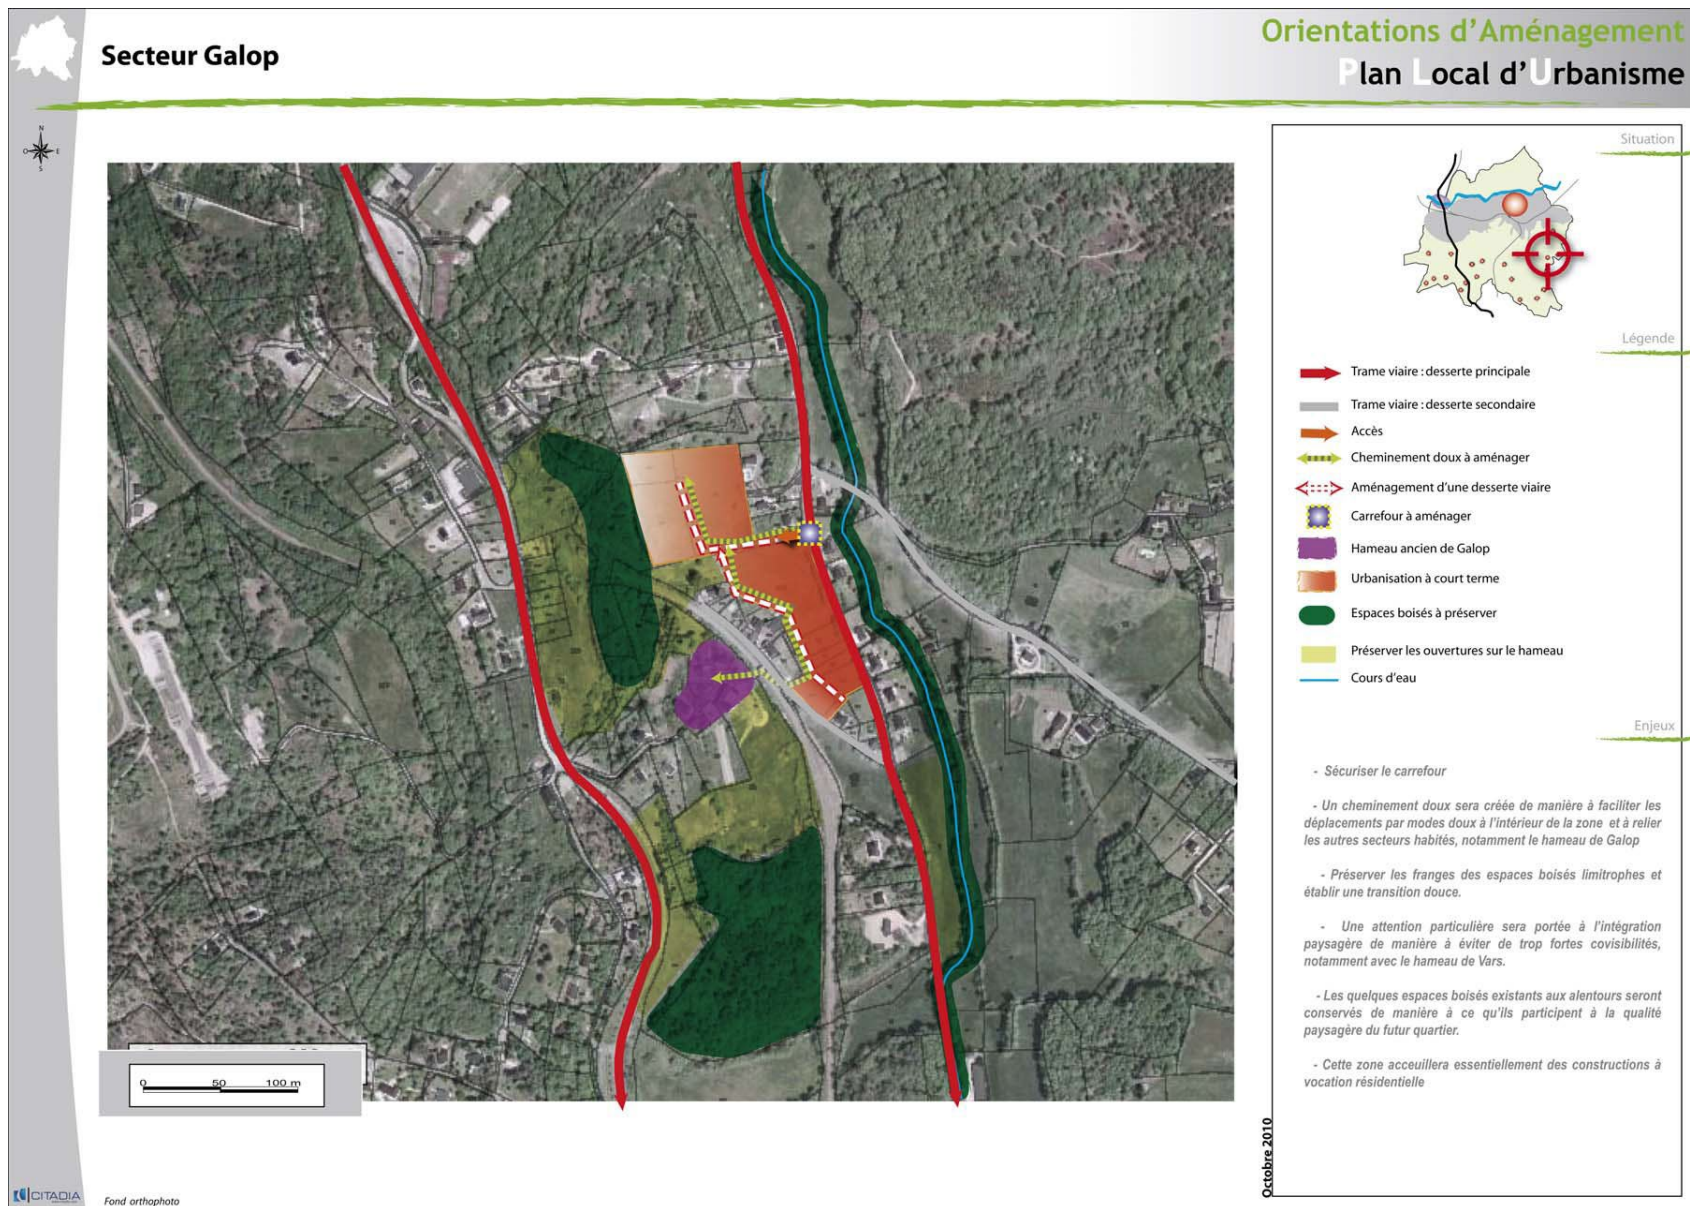 Secteur Galop
Orientations d'Aménagement
Plan Local d'Urbanisme
N
O
E
S
Situation
Légende
Trame viaire : desserte principale
Trame viaire : desserte secondaire
Accès
Cheminement doux à aménager
Aménagement d'une desserte viaire
Carrefour à aménager
Hameau ancien de Galop
Urbanisation à court terme
Espaces boisés à préserver
Préserver les ouvertures sur le hameau
Cours d'eau
Enjeux
- Sécuriser le carrefour
- Un cheminement doux sera créée de manière à faciliter les
déplacements par modes doux à l'intérieur de la zone et à relier
les autres secteurs habités, notamment le hameau de Galop
- Préserver les franges des espaces boisés limitrophes et
établir une transition douce.
- Une attention particulière sera portée à l'intégration
paysagère de manière à éviter de trop fortes covisibilités,
notamment avec le hameau de Vars.
- Les quelques espaces boisés existants aux alentours seront
conservés de manière à ce qu'ils participent à la qualité
paysagère du futur quartier.
- Cette zone acceuillera essentiellement des constructions à
vocation résidentielle
0 50 100 m
Octobre 2010
CITADIA
Fond orthophoto